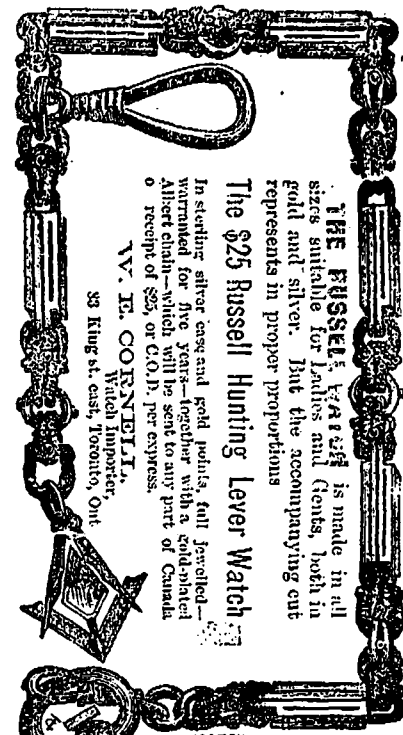 THE RUSSELL WATCH is made in all
sizes suitable for Ladies and Gents, both in
gold and silver. But the accompanying cut
represents in proper proportions
The $25 Russell Hunting Lever Watch
In sterling silver case and gold points, full jewelled—
warranted for five years—together with a gold-plated
Albert chain—which will be sent to any part of Canada
o receipt of $25, or C.O.D. per express.
W. E. CORNELL,
Watch Importer,
83 King st. east, Toronto, Ont